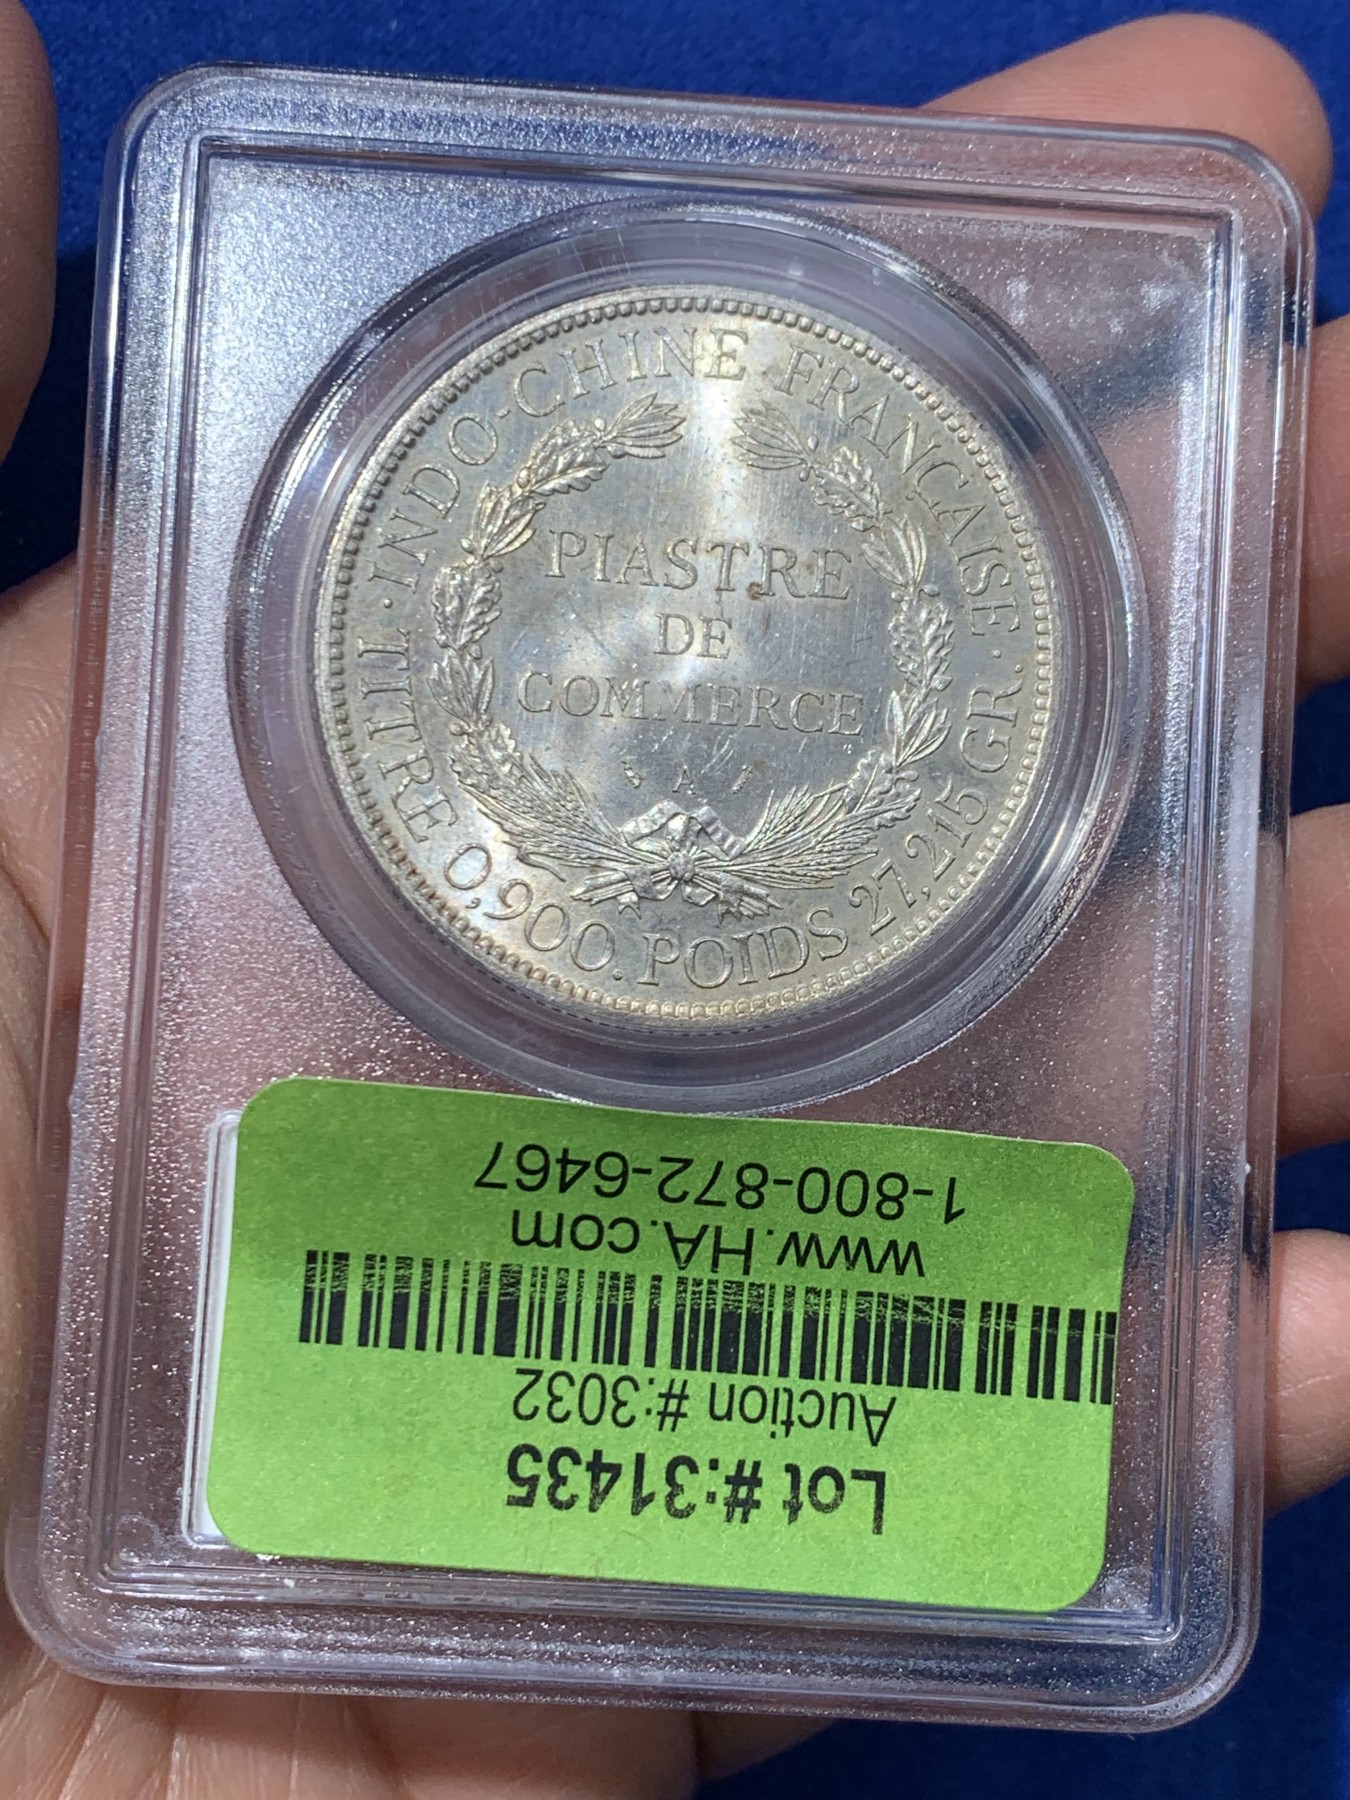 INDO-CHINE FRANÇAISE
PIASTRE
DE
COMMERCE
A
TITRE 0,900. POIDS 27,215 GR.
Lot #:31435
Auction #:3032
www.HA.com
1-800-872-6467